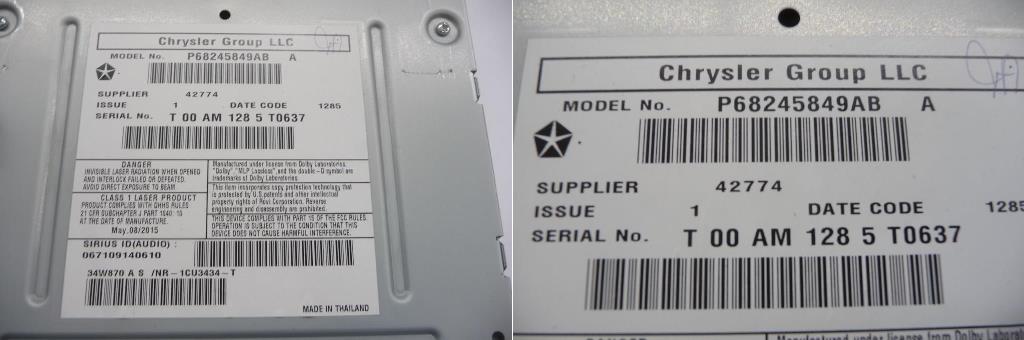 Chrysler Group LLC
MODEL No. P68245849AB A
SUPPLIER 42774
ISSUE 1 DATE CODE 1285
SERIAL No. T 00 AM 128 5 T0637
DANGER
INVISIBLE LASER RADIATION WHEN OPENED
AND INTERLOCK FAILED OR DEFEATED.
AVOID DIRECT EXPOSURE TO BEAM
CLASS 1 LASER PRODUCT
PRODUCT COMPLIES WITH DHHS RULES
21 CFR SUBCHAPTER J PART 1040. 10
AT THE DATE OF MANUFACTURE.
May.08/2015
Manufactured under license from Dolby Laboratories.
"Dolby", "MLP Lossless", and the double-D symbol are
trademarks of Dolby Laboratories.
This item incorporates copy protection technology that
is protected by U.S. patents and other intellectual
property rights of Rovi Corporation. Reverse
engineering and disassembly are prohibited.
THIS DEVICE COMPLIES WITH PART 15 OF THE FCC RULES.
OPERATION IS SUBJECT TO THE CONDITION THAT THIS
DEVICE DOES NOT CAUSE HARMFUL INTERFERENCE.
SIRIUS ID(AUDIO) :
067109140610
34W870 A S /NR-1CU3434-T
MADE IN THAILAND
Chrysler Group LLC
MODEL No. P68245849AB A
SUPPLIER 42774
ISSUE 1 DATE CODE 1285
SERIAL No. T 00 AM 128 5 T0637
DANGER
Manufactured under license from Dolby